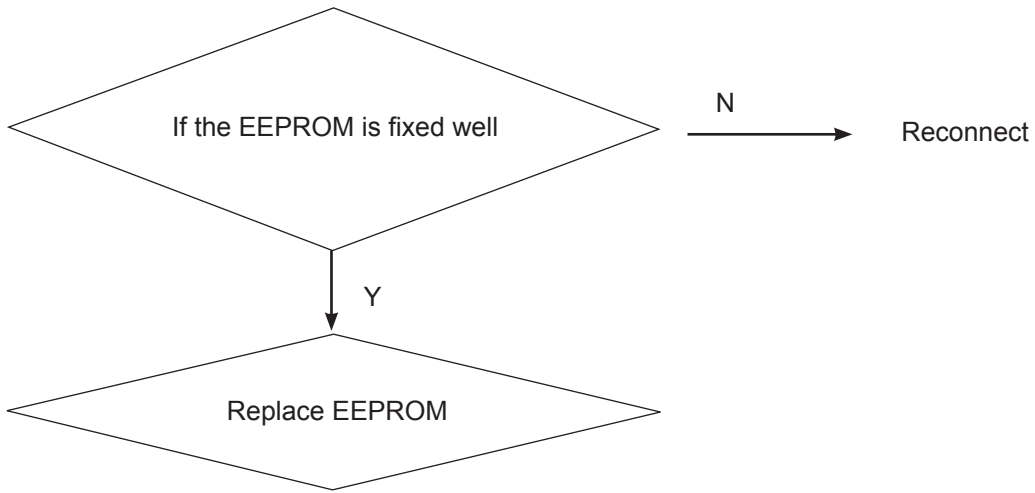 If the EEPROM is fixed well
N
Reconnect
Y
Replace EEPROM